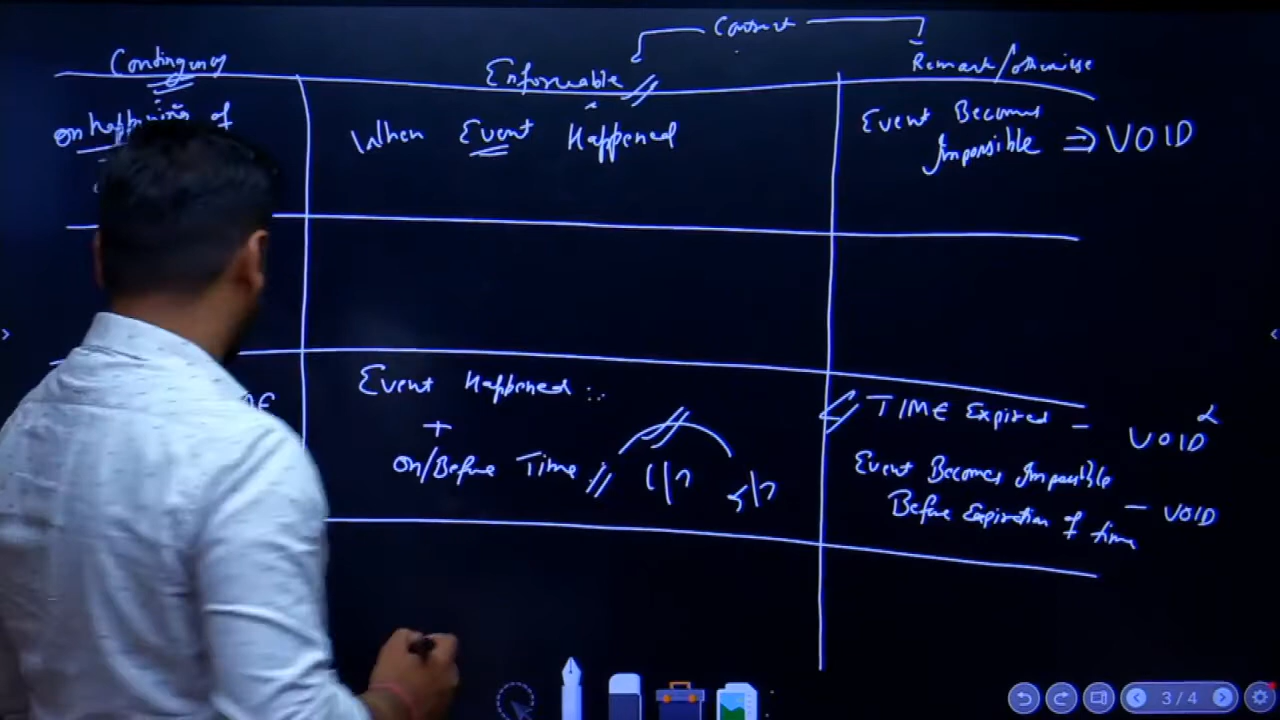 Contract
Contingency
Enforceable
Remark/otherwise
on happening of
When Event Happened
Event Becomes
Impossible ⇒ VOID
Event Happened :.
+
on/Before Time
TIME Expired - VOID
Event Becomes Impossible
Before Expiration of time - VOID
3 / 4